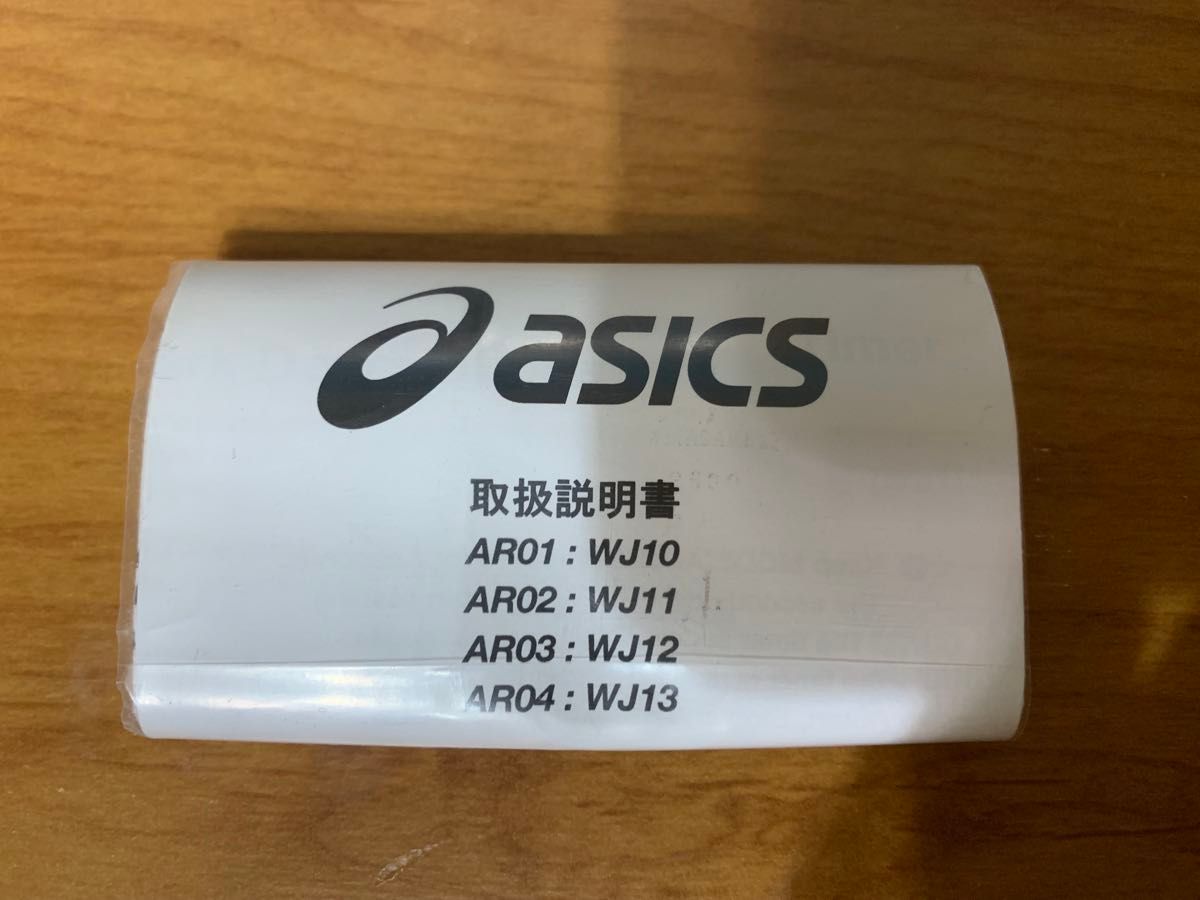 asics
取扱説明書
AR01 : WJ10
AR02 : WJ11
AR03 : WJ12
AR04 : WJ13